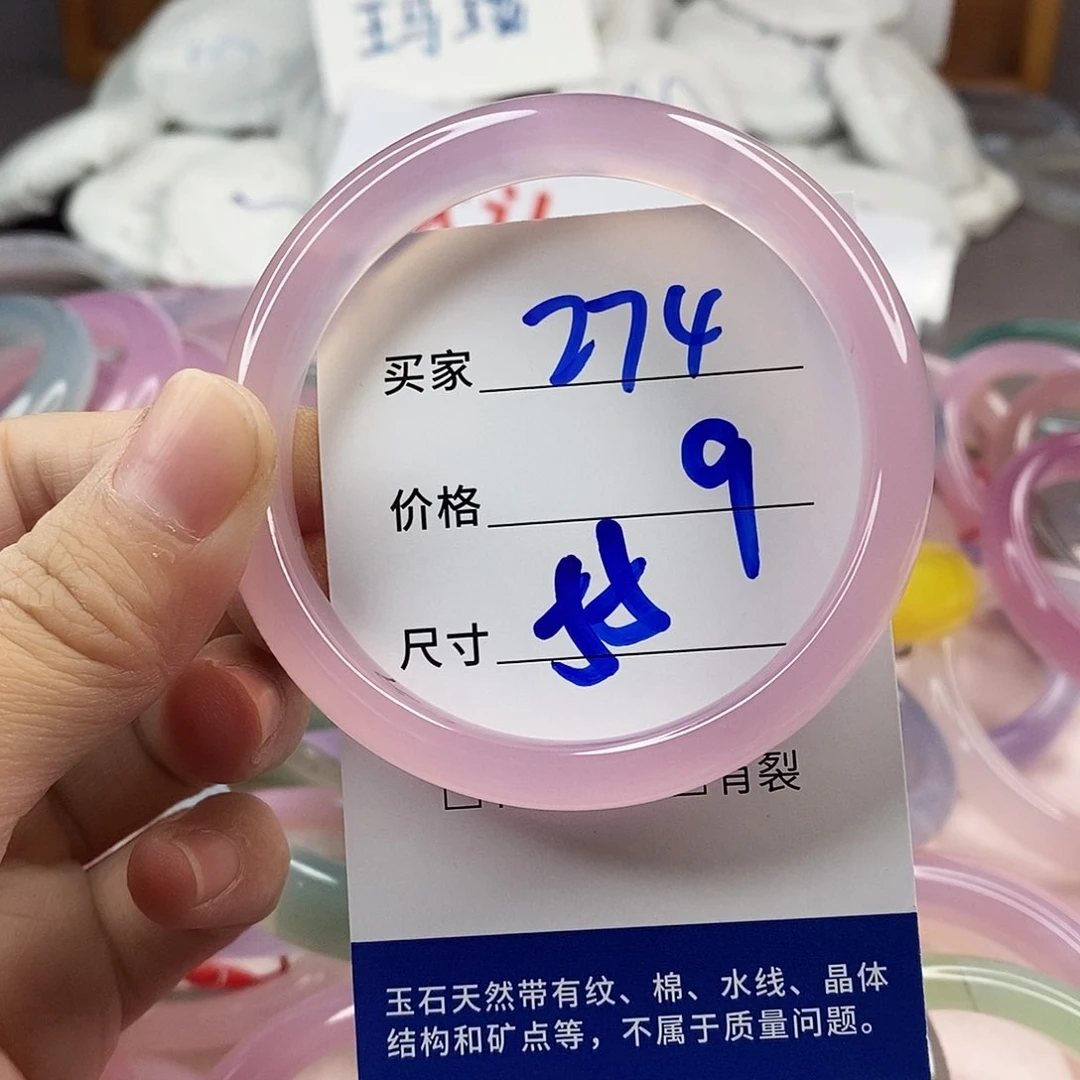 玛瑙
买家 274
价格 9
尺寸
有裂
玉石天然带有纹、棉、水线、晶体
结构和矿点等，不属于质量问题。